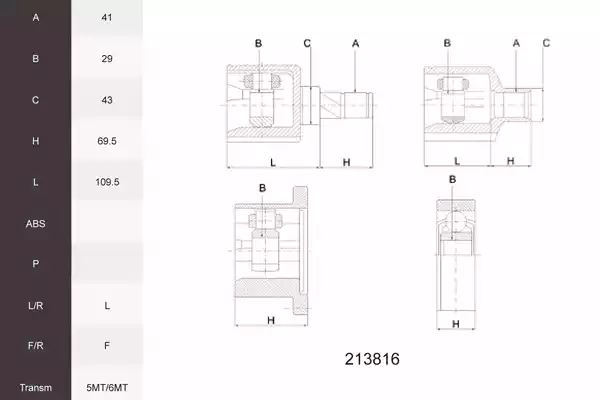 A 41
B 29
C 43
H 69.5
L 109.5
ABS
P
L/R L
F/R F
Transm 5MT/6MT
B C A
L H
B A C
L H
B
H
B
H
213816